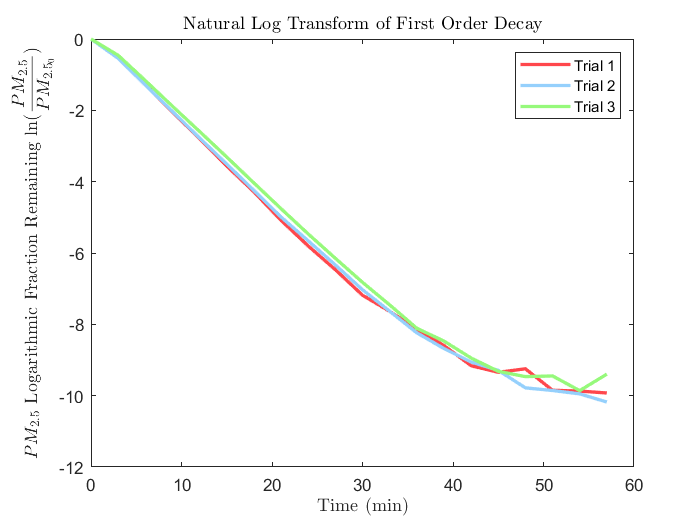 Natural Log Transform of First Order Decay
PM2.5 Logarithmic Fraction Remaining ln(PM2.5/PM2.50)
0
-2
-4
-6
-8
-10
-12
Trial 1
Trial 2
Trial 3
0 10 20 30 40 50 60
Time (min)